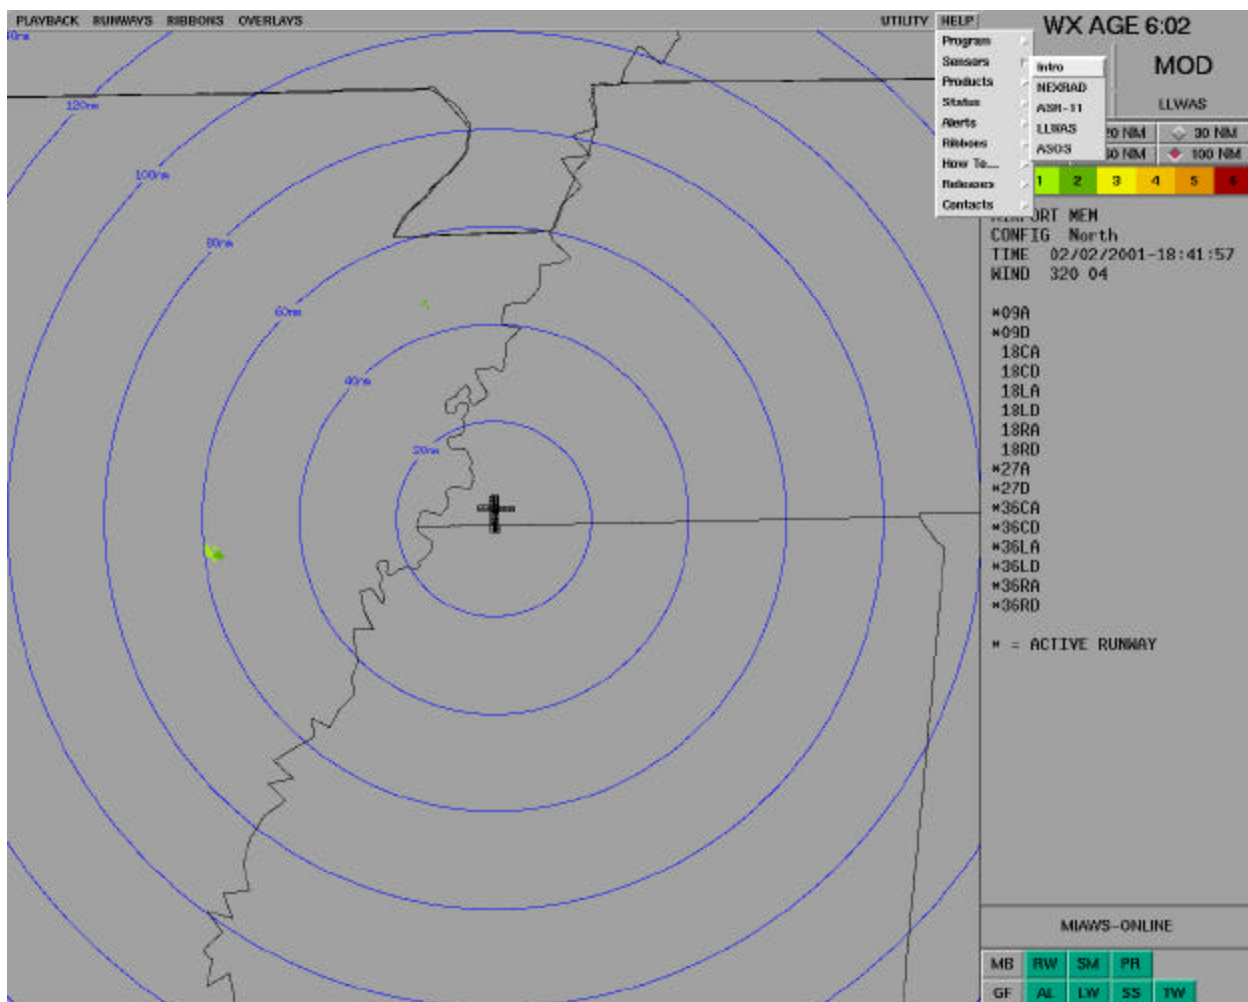 PLAYBACK RUNWAYS RIBBONS OVERLAYS UTILITY HELP
WX AGE 6:02
Program
Sensors
Products
Status
Alerts
Ribbons
How To...
Releases
Contacts
Intro
NEXRAD
ASR-11
LLWAS
ASOS
MOD
LLWAS
30 NM
100 NM
1 2 3 4 5 6
MEM
CONFIG North
TIME 02/02/2001-18:41:57
WIND 320 04
*09A
*09D
18CA
18CD
18LA
18LD
18RA
18RD
*27A
*27D
*36CA
*36CD
*36LA
*36LD
*36RA
*36RD
* = ACTIVE RUNWAY
120nm
100nm
80nm
60nm
40nm
20nm
MIAWS-ONLINE
MB RW SM PR
GF AL LW SS TW